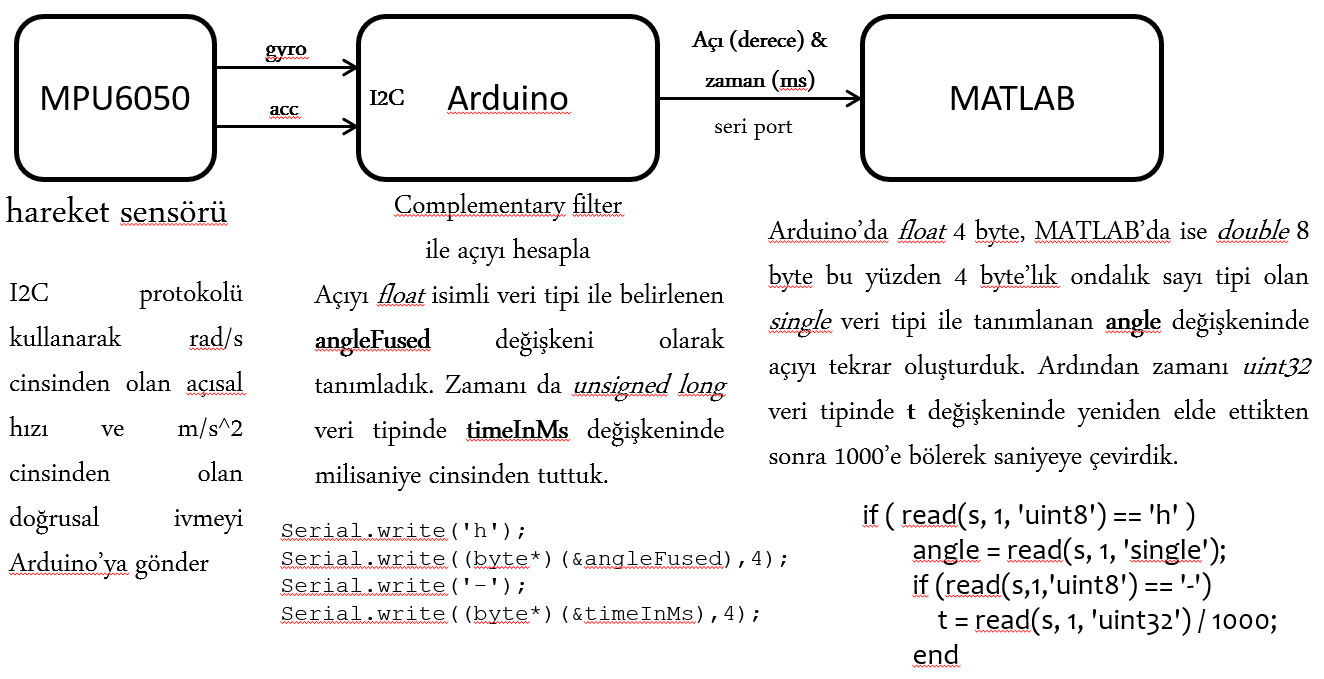 MPU6050
gyro
acc
I2C
Arduino
Açı (derece) &
zaman (ms)
seri port
MATLAB
hareket sensörü
I2C protokolü
kullanarak rad/s
cinsinden olan açısal
hızı ve m/s^2
cinsinden olan
doğrusal ivmeyi
Arduino’ya gönder
Complementary filter
ile açıyı hesapla
Açıyı float isimli veri tipi ile belirlenen
angleFused değişkeni olarak
tanımladık. Zamanı da unsigned long
veri tipinde timeInMs değişkeninde
milisaniye cinsinden tuttuk.
Serial.write('h');
Serial.write((byte*)(&angleFused),4);
Serial.write('-');
Serial.write((byte*)(&timeInMs),4);
Arduino’da float 4 byte, MATLAB’da ise double 8
byte bu yüzden 4 byte’lık ondalık sayı tipi olan
single veri tipi ile tanımlanan angle değişkeninde
açıyı tekrar oluşturduk. Ardından zamanı uint32
veri tipinde t değişkeninde yeniden elde ettikten
sonra 1000’e bölerek saniyeye çevirdik.
if ( read(s, 1, 'uint8') == 'h' )
angle = read(s, 1, 'single');
if (read(s,1,'uint8') == '-')
t = read(s, 1, 'uint32') / 1000;
end